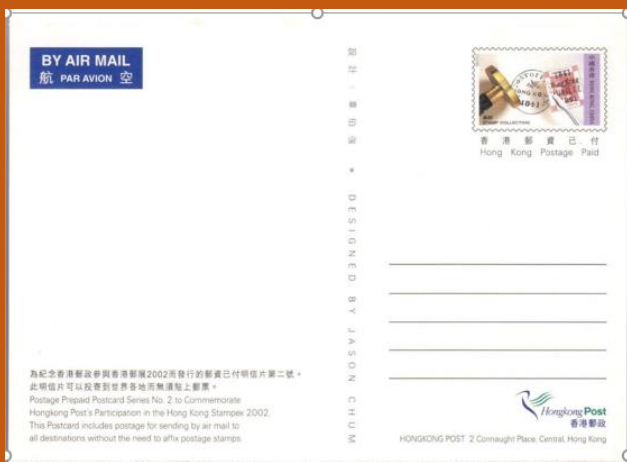 BY AIR MAIL
航 PAR AVION 空
香 港 郵 資 已 付
Hong Kong Postage Paid
DESIGNED BY JASON CHUM
為紀念香港郵政參與香港郵展2002而發行的郵資已付明信片第二號。
此明信片可以投寄到世界各地而無須貼上郵票。
Postage Prepaid Postcard Series No. 2 to Commemorate
Hongkong Post's Participation in the Hong Kong Stampex 2002.
This Postcard includes postage for sending by air mail to
all destinations without the need to affix postage stamps.
Hongkong Post
香港郵政
HONGKONG POST 2 Connaught Place, Central, Hong Kong